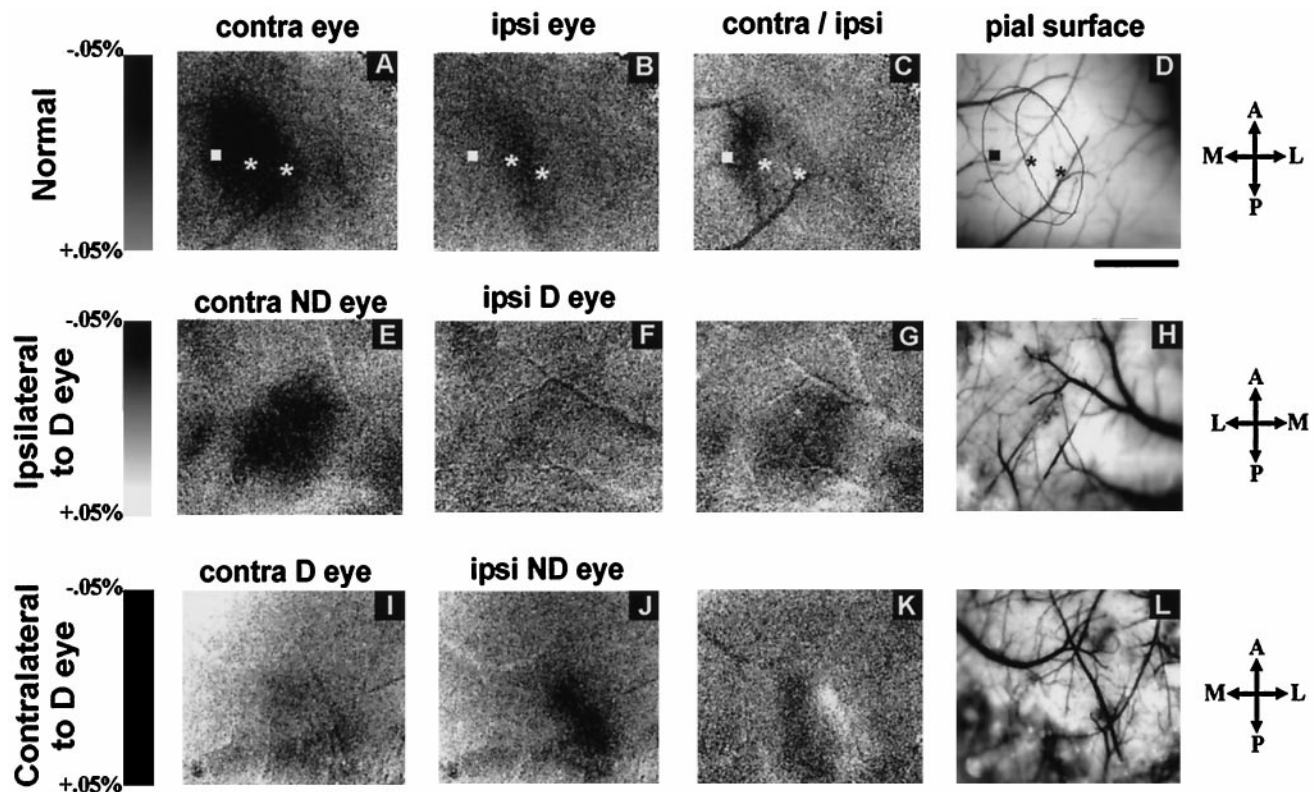 contra eye
ipsi eye
contra / ipsi
pial surface
Normal
-.05%
+.05%
A
B
C
D
A
M
L
P
contra ND eye
ipsi D eye
Ipsilateral
to D eye
-.05%
+.05%
E
F
G
H
A
L
M
P
contra D eye
ipsi ND eye
Contralateral
to D eye
-.05%
+.05%
I
J
K
L
A
M
L
P